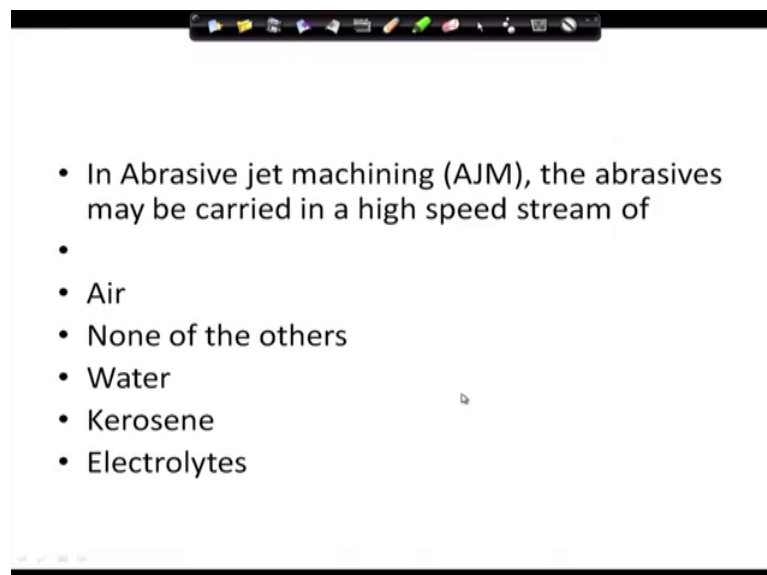 • In Abrasive jet machining (AJM), the abrasives
may be carried in a high speed stream of
•
• Air
• None of the others
• Water
• Kerosene
• Electrolytes